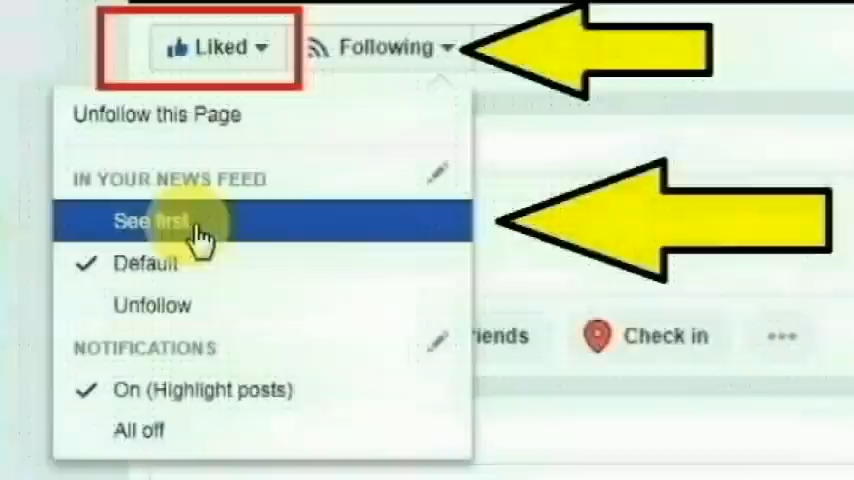 Liked Following
Unfollow this Page
IN YOUR NEWS FEED
See first
Default
Unfollow
NOTIFICATIONS
riends Check in
On (Highlight posts)
All off